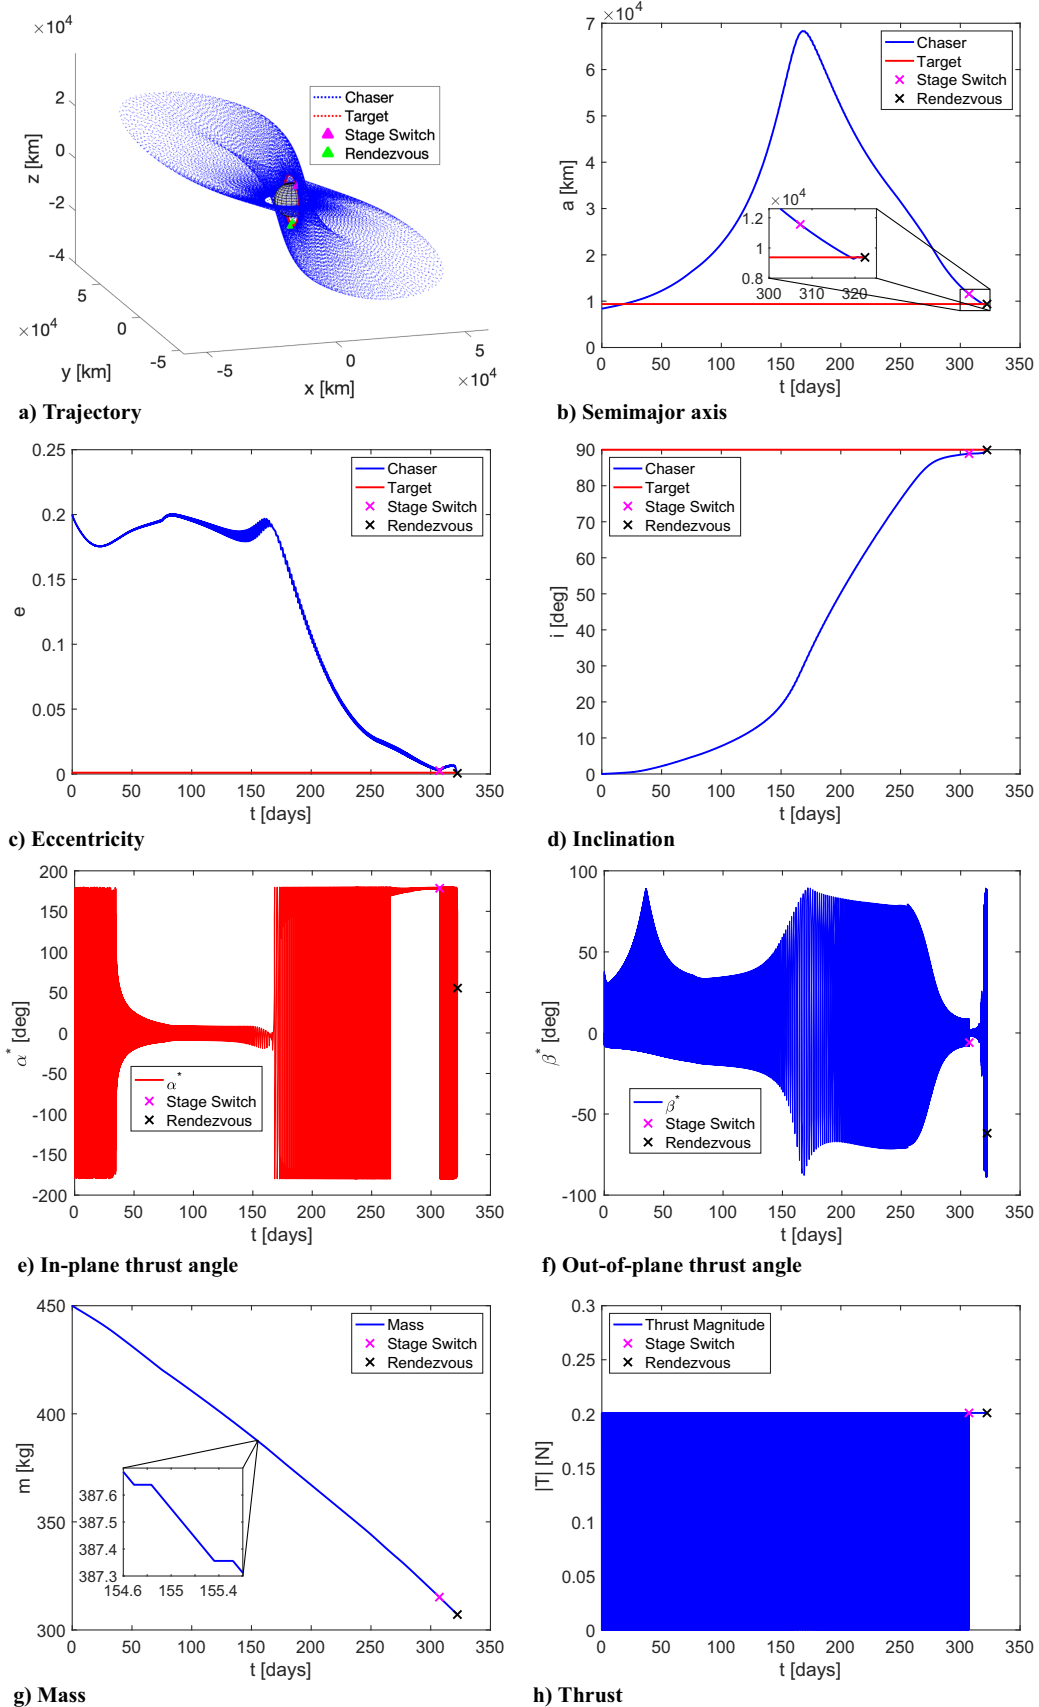 ×10⁴
2
0
-2
-4
z [km]
5
0
-5
×10⁴
y [km]
-5
0
5
×10⁴
x [km]
Chaser
Target
Stage Switch
Rendezvous
a) Trajectory
×10⁴
7
6
5
4
3
2
1
0
a [km]
Chaser
Target
Stage Switch
Rendezvous
×10⁴
1.2
1
0.8
300 310 320
0 50 100 150 200 250 300 350
t [days]
b) Semimajor axis
0.25
0.2
0.15
0.1
0.05
0
e
Chaser
Target
Stage Switch
Rendezvous
0 50 100 150 200 250 300 350
t [days]
c) Eccentricity
90
80
70
60
50
40
30
20
10
0
i [deg]
Chaser
Target
Stage Switch
Rendezvous
0 50 100 150 200 250 300 350
t [days]
d) Inclination
200
150
100
50
0
-50
-100
-150
-200
α* [deg]
α*
Stage Switch
Rendezvous
0 50 100 150 200 250 300 350
t [days]
e) In-plane thrust angle
100
50
0
-50
-100
β* [deg]
β*
Stage Switch
Rendezvous
0 50 100 150 200 250 300 350
t [days]
f) Out-of-plane thrust angle
450
400
350
300
m [kg]
Mass
Stage Switch
Rendezvous
387.6
387.5
387.4
387.3
154.6 155 155.4
0 50 100 150 200 250 300 350
t [days]
g) Mass
0.3
0.25
0.2
0.15
0.1
0.05
0
|T| [N]
Thrust Magnitude
Stage Switch
Rendezvous
0 50 100 150 200 250 300 350
t [days]
h) Thrust